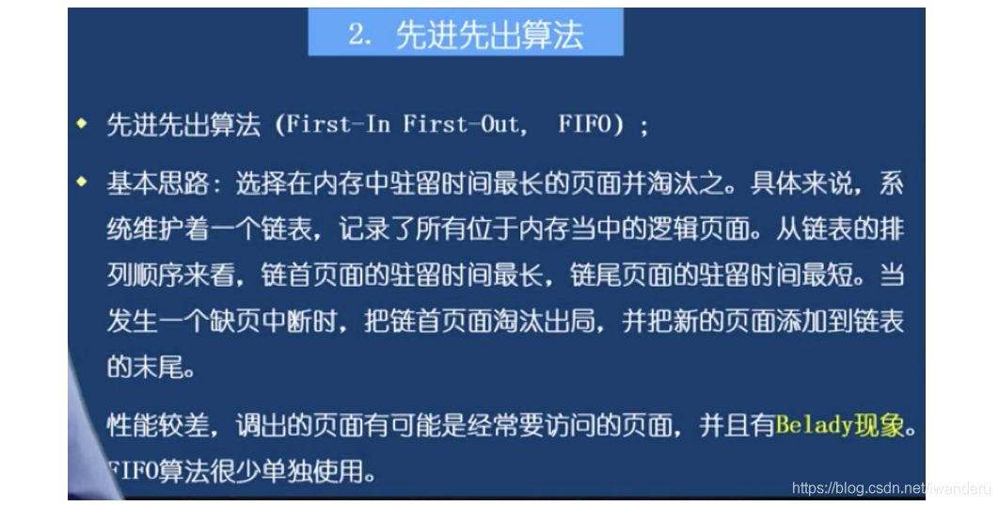 2. 先进先出算法
先进先出算法 (First-In First-Out, FIFO) ;
基本思路: 选择在内存中驻留时间最长的页面并淘汰之。具体来说，系
统维护着一个链表，记录了所有位于内存当中的逻辑页面。从链表的排
列顺序来看，链首页面的驻留时间最长，链尾页面的驻留时间最短。当
发生一个缺页中断时，把链首页面淘汰出局，并把新的页面添加到链表
的末尾。
性能较差，调出的页面有可能是经常要访问的页面，并且有Belady现象。
FIFO算法很少单独使用。
https://blog.csdn.net/iwanderu